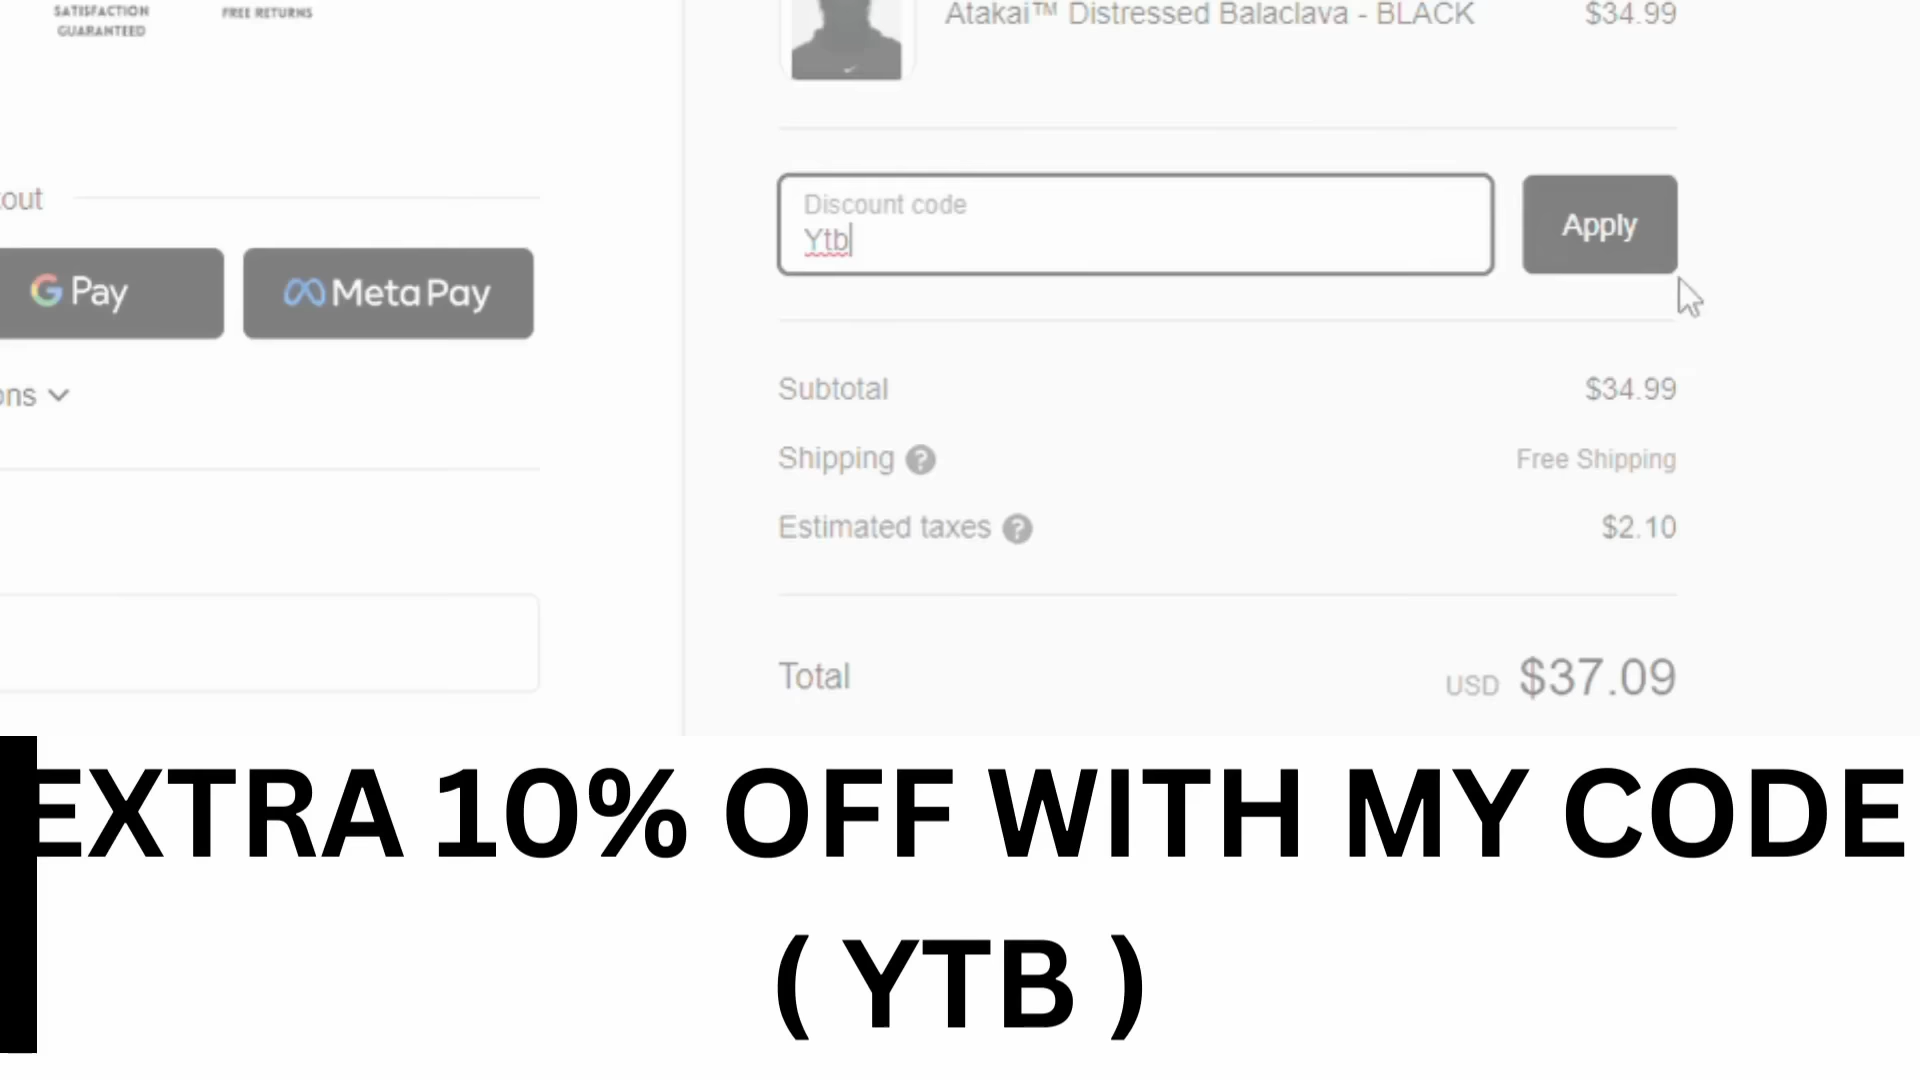 SATISFACTION
GUARANTEED
FREE RETURNS
Atakai™ Distressed Balaclava - BLACK $34.99
Discount code
Ytb
Apply
out
G Pay
Meta Pay
ons
Subtotal $34.99
Shipping ? Free Shipping
Estimated taxes ? $2.10
Total USD $37.09
EXTRA 10% OFF WITH MY CODE
( YTB )